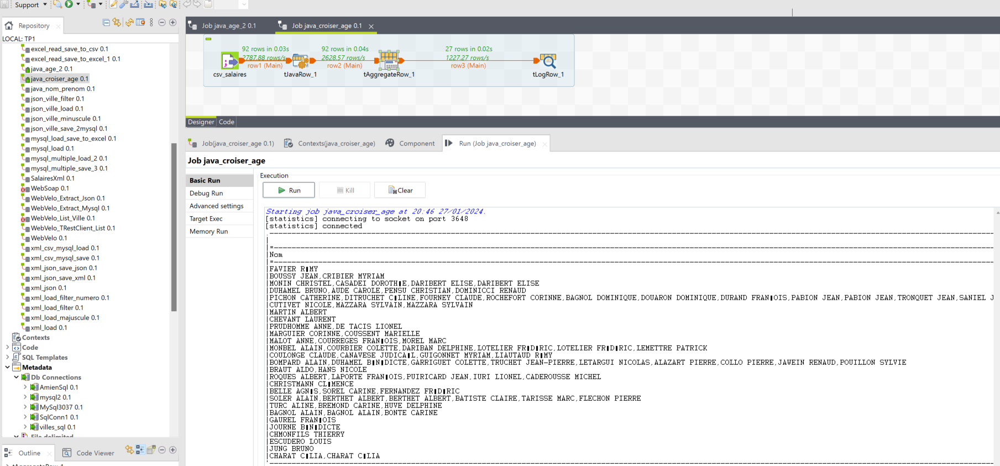 Support
Repository
LOCAL: TP1
excel_read_save_to_csv 0.1
excel_read_save_to_excel_1 0.1
java_age_2 0.1
java_croiser_age 0.1
java_nom_prenom 0.1
json_ville_filter 0.1
json_ville_load 0.1
json_ville_minuscule 0.1
json_ville_save_2mysql 0.1
mysql_load_save_to_excel 0.1
mysql_load 0.1
mysql_multiple_load_2 0.1
mysql_multiple_save_3 0.1
SalairesXml 0.1
WebSoap 0.1
WebVelo_Extract_Json 0.1
WebVelo_Extract_Mysql 0.1
WebVelo_List_Ville 0.1
WebVelo_TRestClient_List 0.1
WebVelo 0.1
xml_csv_mysql_load 0.1
xml_csv_mysql_save 0.1
xml_json_save_json 0.1
xml_json_save_xml 0.1
xml_json 0.1
xml_load_filter_numero 0.1
xml_load_filter 0.1
xml_load_majuscule 0.1
xml_load 0.1
Contexts
Code
SQL Templates
Metadata
Db Connections
AmienSql 0.1
mysql2 0.1
MySql3037 0.1
SqlConn1 0.1
villes_sql 0.1
File delimited
Outline
Code Viewer
tAggregateRow_1
Job java_age_2 0.1
Job java_croiser_age 0.1
92 rows in 0.03s
2787.88 rows/s
row1 (Main)
92 rows in 0.04s
2628.57 rows/s
row2 (Main)
27 rows in 0.02s
1227.27 rows/s
row3 (Main)
csv_salaires
tJavaRow_1
tAggregateRow_1
tLogRow_1
Designer
Code
Job(java_croiser_age 0.1)
Contexts(java_croiser_age)
Component
Run (Job java_croiser_age)
Job java_croiser_age
Basic Run
Debug Run
Advanced settings
Target Exec
Memory Run
Execution
Run
Kill
Clear
Starting job java_croiser_age at 20:46 27/01/2024.
[statistics] connecting to socket on port 3648
[statistics] connected
|Nom
|FAVIER R▯MY
|BOUSSY JEAN,CRIBIER MYRIAM
|MONIN CHRISTEL,CASADEI DOROTH▯E,DARIBERT ELISE,DARIBERT ELISE
|DUHAMEL BRUNO,AUDE CAROLE,PENSU CHRISTIAN,DOMINICCI RENAUD
|PICHON CATHERINE,DITRUCHET C▯LINE,FOURNEY CLAUDE,ROCHEFORT CORINNE,BAGNOL DOMINIQUE,DOUARON DOMINIQUE,DURAND FRAN▯OIS,PABION JEAN,PABION JEAN,TRONQUET JEAN,SANIEL J
|CUTIVET NICOLE,MAZZARA SYLVAIN,MAZZARA SYLVAIN
|MARTIN ALBERT
|CHEVANT LAURENT
|PRUDHOMME ANNE,DE TACIS LIONEL
|MARGUIER CORINNE,COUSSENT MARIELLE
|MALOT ANNE,COURREGES FRAN▯OIS,MOREL MARC
|MONBEL ALAIN,COURBIER COLETTE,DARIBAN DELPHINE,LOTELIER FR▯D▯RIC,LOTELIER FR▯D▯RIC,LEMETTRE PATRICK
|COULONGE CLAUDE,CANAVESE JUDICA▯L,GUIGONNET MYRIAM,LIAUTAUD R▯MY
|BOMPARD ALAIN,DUHAMEL B▯N▯DICTE,GARRIGUET COLETTE,TRUCHET JEAN-PIERRE,LETARGUI NICOLAS,ALAZART PIERRE,COLLO PIERRE,JAWEIN RENAUD,POUILLON SYLVIE
|BRAUT ALDO,HANS NICOLE
|ROQUES ALBERT,LAPORTE FRAN▯OIS,PUIRICARD JEAN,IURI LIONEL,CADEROUSSE MICHEL
|CHRISTMANN CL▯MENCE
|BELLE AGN▯S,SOREL CARINE,FERNANDEZ FR▯D▯RIC
|SOLER ALAIN,BERTHET ALBERT,BERTHET ALBERT,BATISTE CLAIRE,TARISSE MARC,FLECHON PIERRE
|TURC ALINE,BREMOND CARINE,HUVE DELPHINE
|BAGNOL ALAIN,BAGNOL ALAIN,BONTE CARINE
|GAUREL FRAN▯OIS
|JOURNE B▯N▯DICTE
|CHMONFILS THIERRY
|ESCUDERO LOUIS
|JUNG BRUNO
|CHARAT C▯LIA,CHARAT C▯LIA